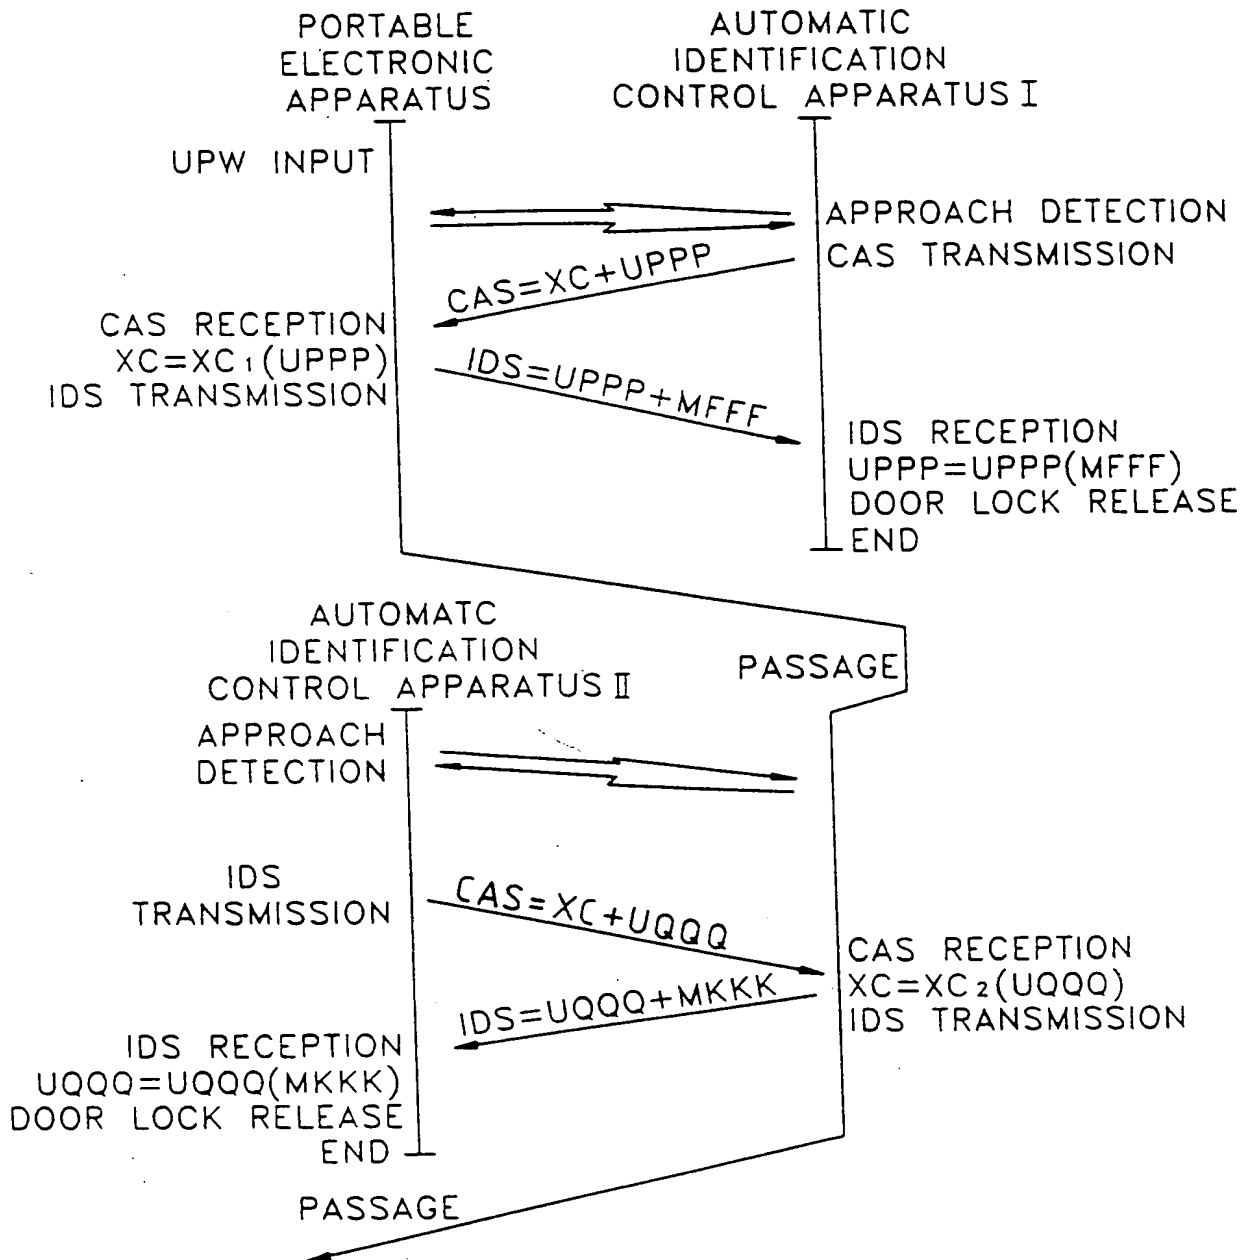 PORTABLE
ELECTRONIC
APPARATUS
AUTOMATIC
IDENTIFICATION
CONTROL APPARATUS I
UPW INPUT
APPROACH DETECTION
CAS TRANSMISSION
CAS=XC+UPPP
CAS RECEPTION
XC=XC₁(UPPP)
IDS TRANSMISSION
IDS=UPPP+MFFF
IDS RECEPTION
UPPP=UPPP(MFFF)
DOOR LOCK RELEASE
END
PASSAGE
AUTOMATC
IDENTIFICATION
CONTROL APPARATUS II
APPROACH
DETECTION
IDS
TRANSMISSION
CAS=XC+UQQQ
CAS RECEPTION
XC=XC₂(UQQQ)
IDS TRANSMISSION
IDS=UQQQ+MKKK
IDS RECEPTION
UQQQ=UQQQ(MKKK)
DOOR LOCK RELEASE
END
PASSAGE